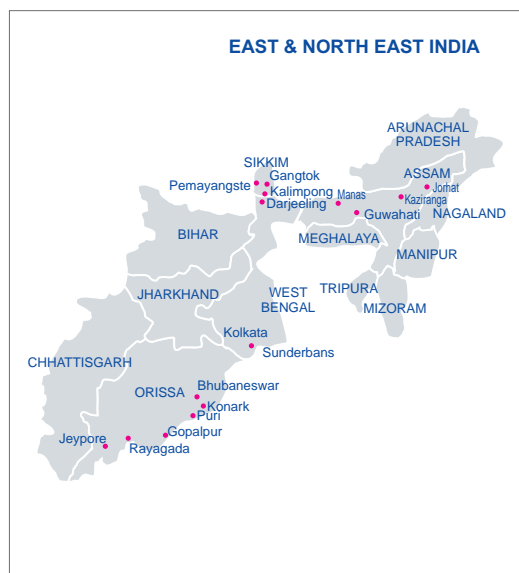 EAST & NORTH EAST INDIA
ARUNACHAL
PRADESH
SIKKIM
Gangtok
ASSAM
Pemayangste
Kalimpong
Manas
Jorhat
Kaziranga
Darjeeling
Guwahati
NAGALAND
BIHAR
MEGHALAYA
MANIPUR
JHARKHAND
WEST
BENGAL
TRIPURA
MIZORAM
Kolkata
Sunderbans
CHHATTISGARH
ORISSA
Bhubaneswar
Konark
Puri
Gopalpur
Jeypore
Rayagada